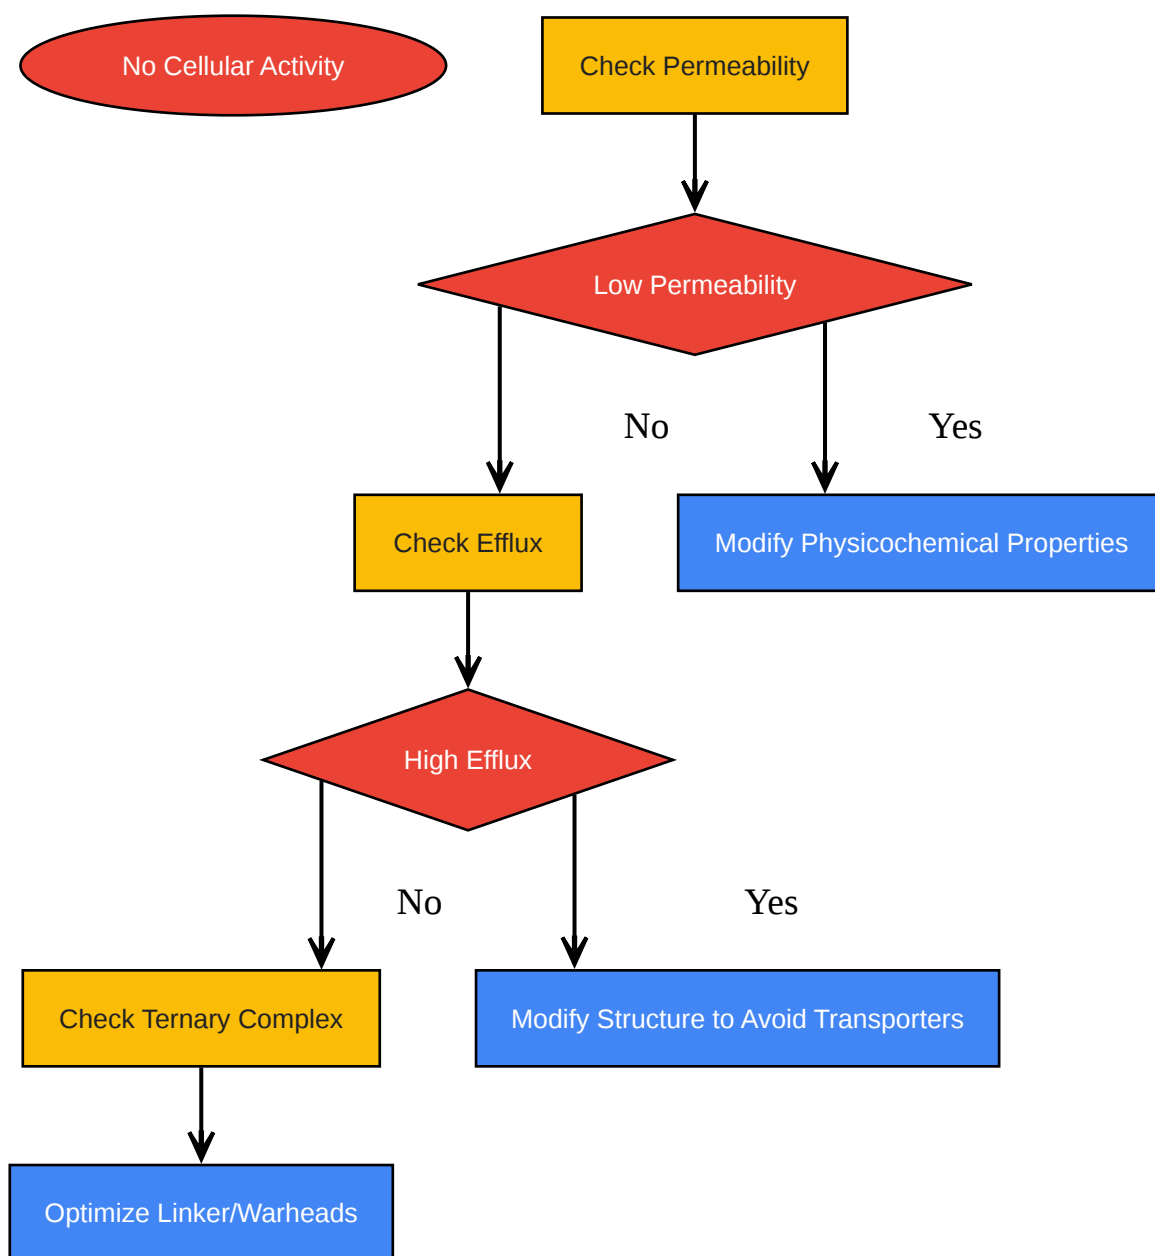 No Cellular Activity
Check Permeability
Low Permeability
No
Yes
Check Efflux
Modify Physicochemical Properties
High Efflux
No
Yes
Check Ternary Complex
Modify Structure to Avoid Transporters
Optimize Linker/Warheads